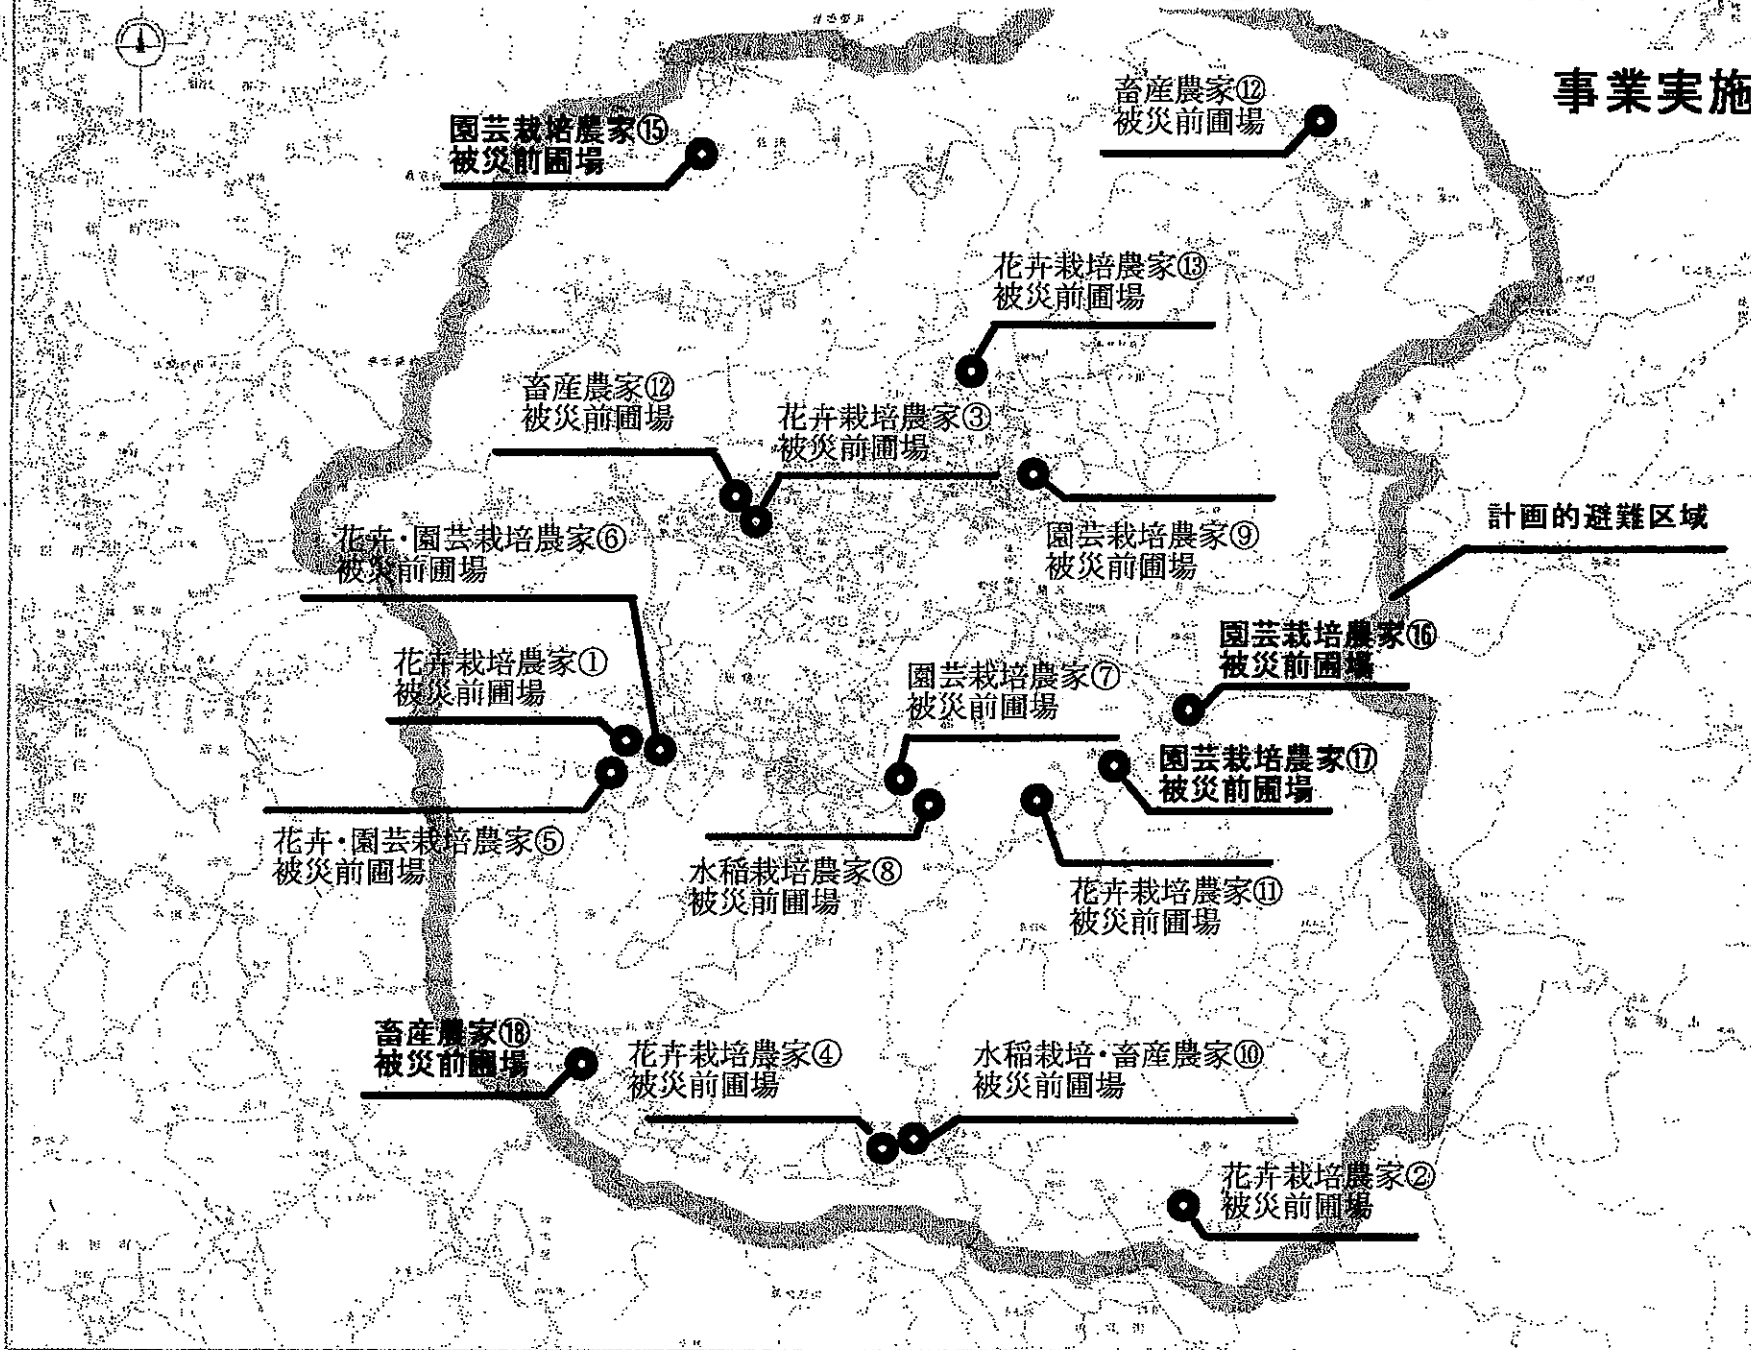 事業実施
畜産農家⑫
被災前圃場
園芸栽培農家⑮
被災前圃場
花卉栽培農家⑬
被災前圃場
畜産農家⑫
被災前圃場
花卉栽培農家③
被災前圃場
計画的避難区域
花卉・園芸栽培農家⑥
被災前圃場
園芸栽培農家⑨
被災前圃場
園芸栽培農家⑯
被災前圃場
花卉栽培農家①
被災前圃場
園芸栽培農家⑦
被災前圃場
園芸栽培農家⑰
被災前圃場
花卉・園芸栽培農家⑤
被災前圃場
水稲栽培農家⑧
被災前圃場
花卉栽培農家⑪
被災前圃場
畜産農家⑱
被災前圃場
花卉栽培農家④
被災前圃場
水稲栽培・畜産農家⑩
被災前圃場
花卉栽培農家②
被災前圃場